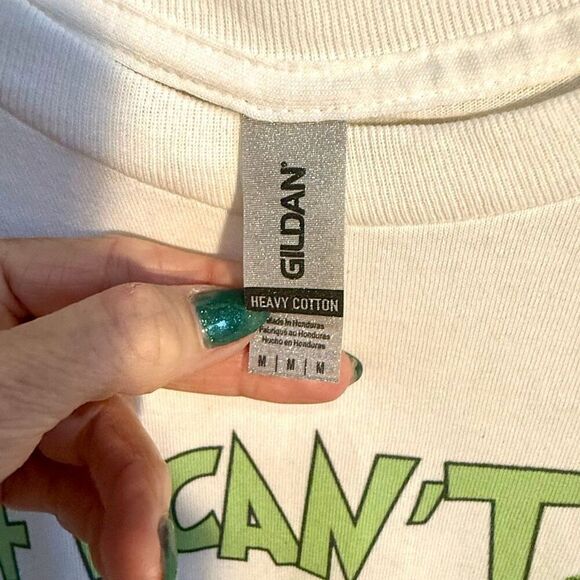 GILDAN®
HEAVY COTTON
Made in Honduras
Fabriqué au Honduras
Hecho en Honduras
M | M | M
CAN'T